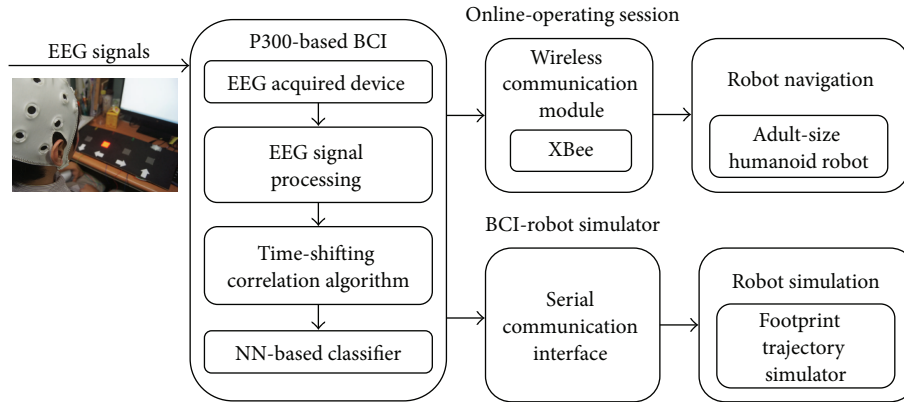 EEG signals
P300-based BCI
EEG acquired device
EEG signal
processing
Time-shifting
correlation algorithm
NN-based classifier
Online-operating session
Wireless
communication
module
XBee
Robot navigation
Adult-size
humanoid robot
BCI-robot simulator
Serial
communication
interface
Robot simulation
Footprint
trajectory
simulator